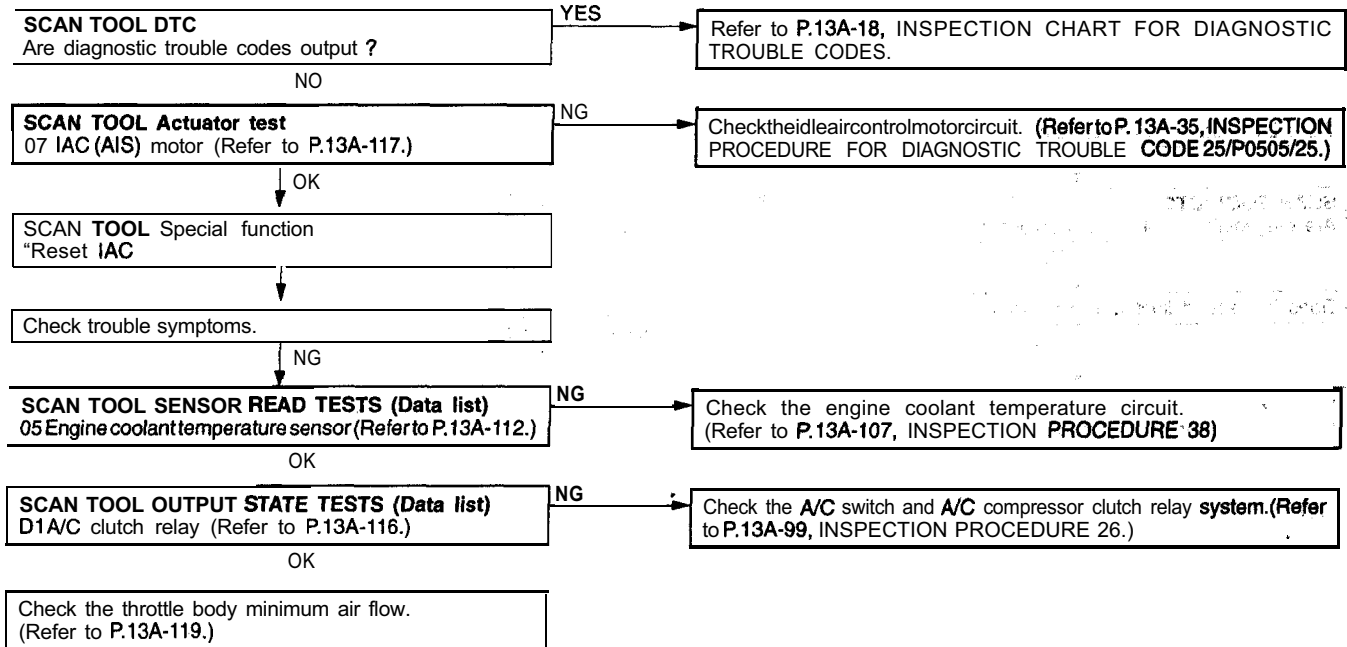 SCAN TOOL DTC
Are diagnostic trouble codes output ?
YES
Refer to P.13A-18, INSPECTION CHART FOR DIAGNOSTIC
TROUBLE CODES.
NO
SCAN TOOL Actuator test
07 IAC (AIS) motor (Refer to P.13A-117.)
NG
Checktheidleaircontrolmotorcircuit. (RefertoP. 13A-35, INSPECTION
PROCEDURE FOR DIAGNOSTIC TROUBLE CODE 25/P0505/25.)
OK
SCAN TOOL Special function
“Reset IAC
Check trouble symptoms.
NG
SCAN TOOL SENSOR READ TESTS (Data list)
05 Engine coolant temperature sensor (Refer to P.13A-112.)
NG
Check the engine coolant temperature circuit.
(Refer to P.13A-107, INSPECTION PROCEDURE 38)
OK
SCAN TOOL OUTPUT STATE TESTS (Data list)
D1A/C clutch relay (Refer to P.13A-116.)
NG
Check the A/C switch and A/C compressor clutch relay system.(Refer
to P.13A-99, INSPECTION PROCEDURE 26.)
OK
Check the throttle body minimum air flow.
(Refer to P.13A-119.)